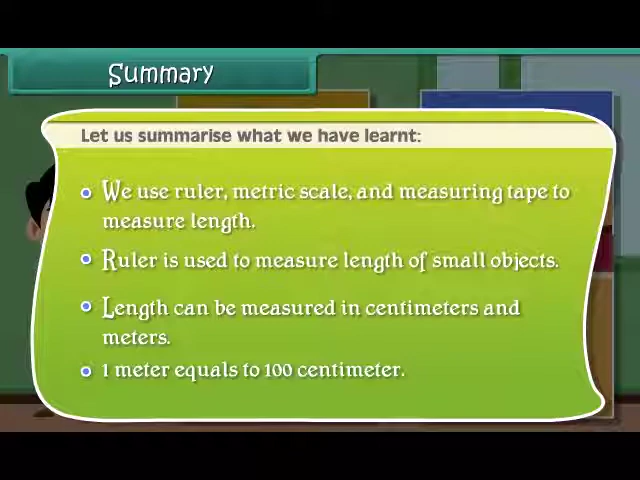 Summary
Let us summarise what we have learnt:
We use ruler, metric scale, and measuring tape to
measure length.
Ruler is used to measure length of small objects.
Length can be measured in centimeters and
meters.
1 meter equals to 100 centimeter.